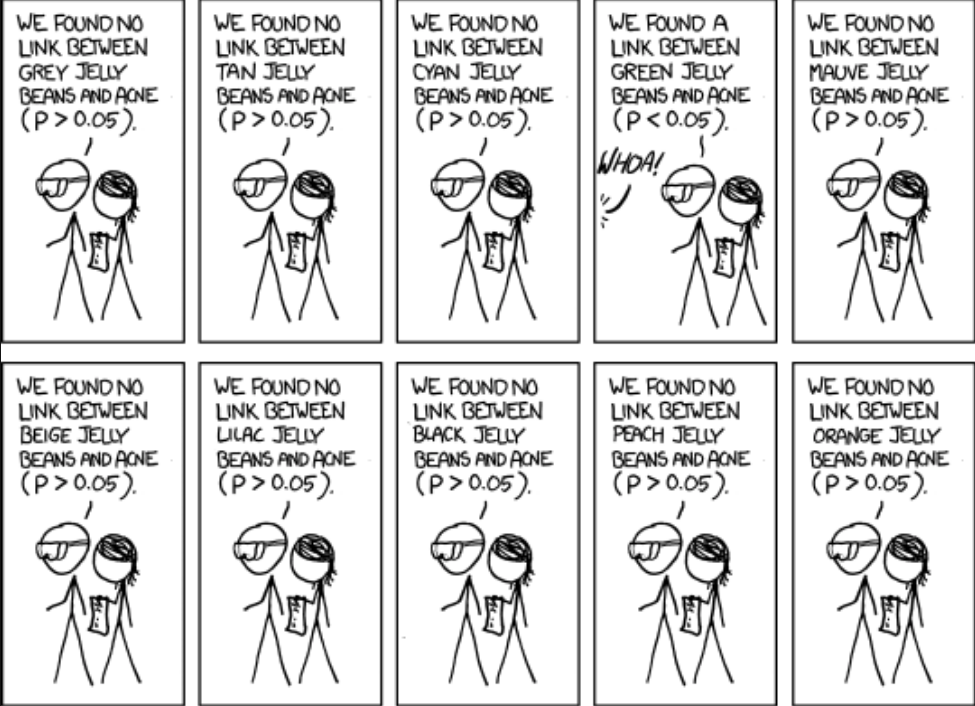 WE FOUND NO
LINK BETWEEN
GREY JELLY
BEANS AND ACNE
(P > 0.05).
WE FOUND NO
LINK BETWEEN
TAN JELLY
BEANS AND ACNE
(P > 0.05).
WE FOUND NO
LINK BETWEEN
CYAN JELLY
BEANS AND ACNE
(P > 0.05).
WE FOUND A
LINK BETWEEN
GREEN JELLY
BEANS AND ACNE
(P < 0.05).
WHOA!
WE FOUND NO
LINK BETWEEN
MAUVE JELLY
BEANS AND ACNE
(P > 0.05).
WE FOUND NO
LINK BETWEEN
BEIGE JELLY
BEANS AND ACNE
(P > 0.05).
WE FOUND NO
LINK BETWEEN
LILAC JELLY
BEANS AND ACNE
(P > 0.05).
WE FOUND NO
LINK BETWEEN
BLACK JELLY
BEANS AND ACNE
(P > 0.05).
WE FOUND NO
LINK BETWEEN
PEACH JELLY
BEANS AND ACNE
(P > 0.05).
WE FOUND NO
LINK BETWEEN
ORANGE JELLY
BEANS AND ACNE
(P > 0.05).